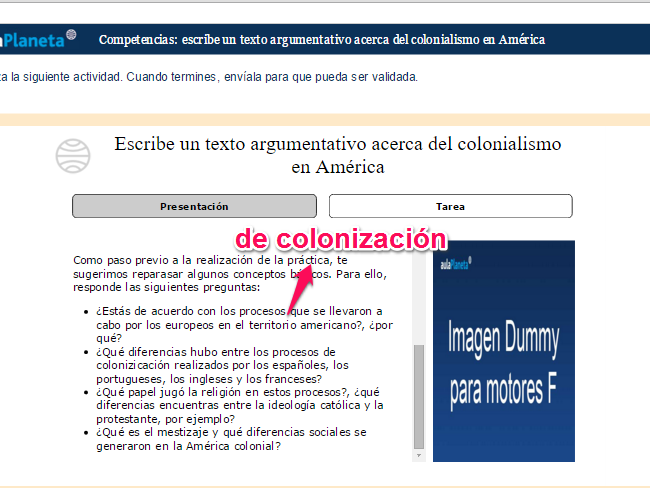 aPlaneta
Competencias: escribe un texto argumentativo acerca del colonialismo en América
ta la siguiente actividad. Cuando termines, envíala para que pueda ser validada.
Escribe un texto argumentativo acerca del colonialismo
en América
Presentación
Tarea
de colonización
Como paso previo a la realización de la práctica, te
sugerimos reparasar algunos conceptos básicos. Para ello,
responde las siguientes preguntas:
¿Estás de acuerdo con los procesos que se llevaron a
cabo por los europeos en el territorio americano?, ¿por
qué?
¿Qué diferencias hubo entre los procesos de
colonizicación realizados por los españoles, los
portugueses, los ingleses y los franceses?
¿Qué papel jugó la religión en estos procesos?, ¿qué
diferencias encuentras entre la ideología católica y la
protestante, por ejemplo?
¿Qué es el mestizaje y qué diferencias sociales se
generaron en la América colonial?
aulaPlaneta
Imagen Dummy
para motores F